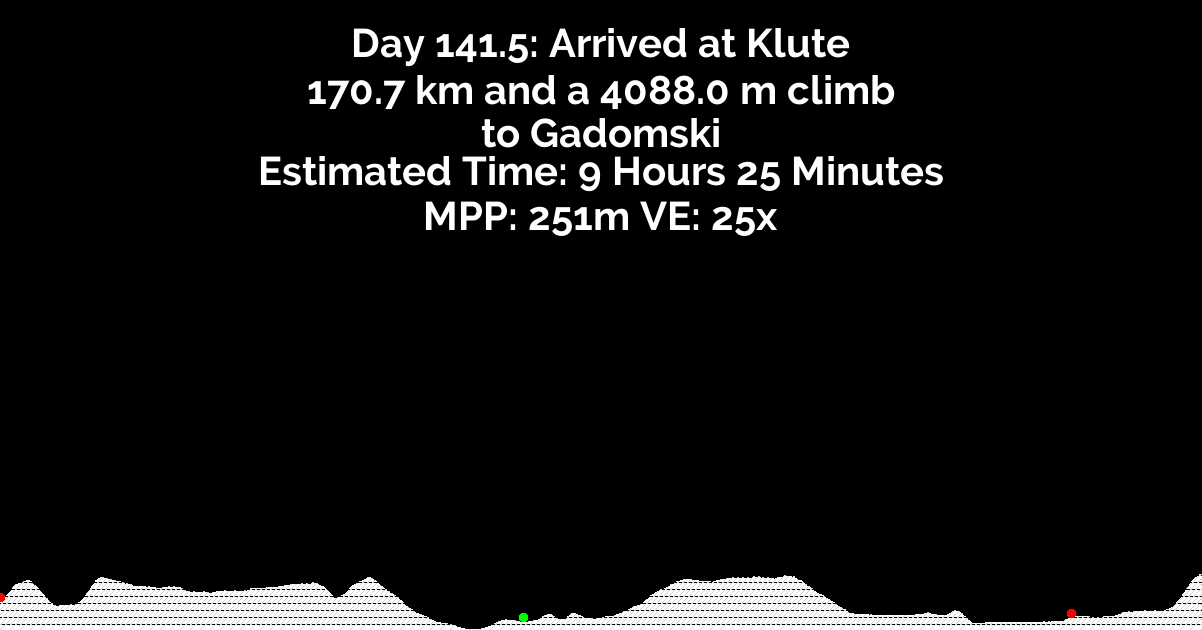 Day 141.5: Arrived at Klute
170.7 km and a 4088.0 m climb
to Gadomski
Estimated Time: 9 Hours 25 Minutes
MPP: 251m VE: 25x